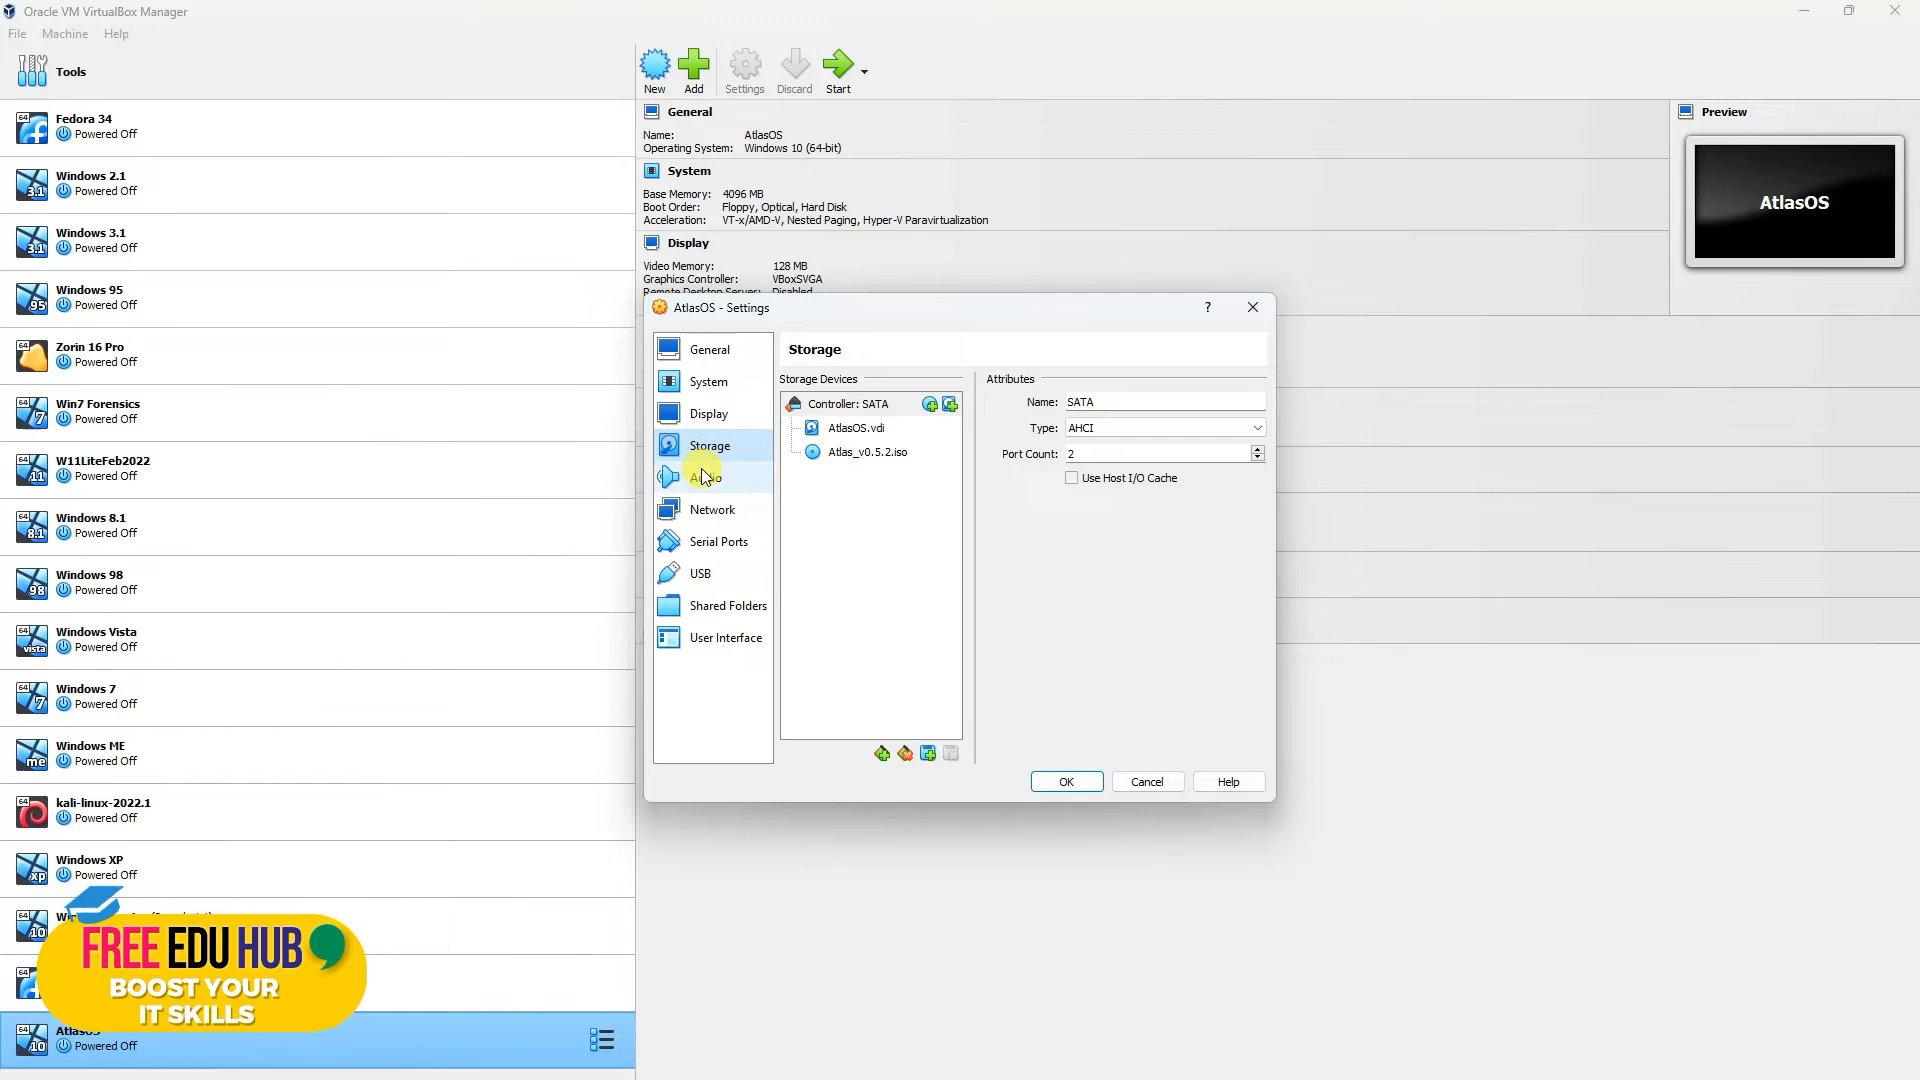 Oracle VM VirtualBox Manager
File Machine Help
Tools
New Add Settings Discard Start
Fedora 34
Powered Off
Windows 2.1
Powered Off
Windows 3.1
Powered Off
Windows 95
Powered Off
Zorin 16 Pro
Powered Off
Win7 Forensics
Powered Off
W11LiteFeb2022
Powered Off
Windows 8.1
Powered Off
Windows 98
Powered Off
Windows Vista
Powered Off
Windows 7
Powered Off
Windows ME
Powered Off
kali-linux-2022.1
Powered Off
Windows XP
Powered Off
AtlasOS
Powered Off
General
Name: AtlasOS
Operating System: Windows 10 (64-bit)
System
Base Memory: 4096 MB
Boot Order: Floppy, Optical, Hard Disk
Acceleration: VT-x/AMD-V, Nested Paging, Hyper-V Paravirtualization
Display
Video Memory: 128 MB
Graphics Controller: VBoxSVGA
Remote Desktop Server: Disabled
Preview
AtlasOS
AtlasOS - Settings
?
General
System
Display
Storage
Audio
Network
Serial Ports
USB
Shared Folders
User Interface
Storage
Storage Devices
Controller: SATA
AtlasOS.vdi
Atlas_v0.5.2.iso
Attributes
Name: SATA
Type: AHCI
Port Count: 2
Use Host I/O Cache
OK Cancel Help
FREE EDU HUB
BOOST YOUR
IT SKILLS